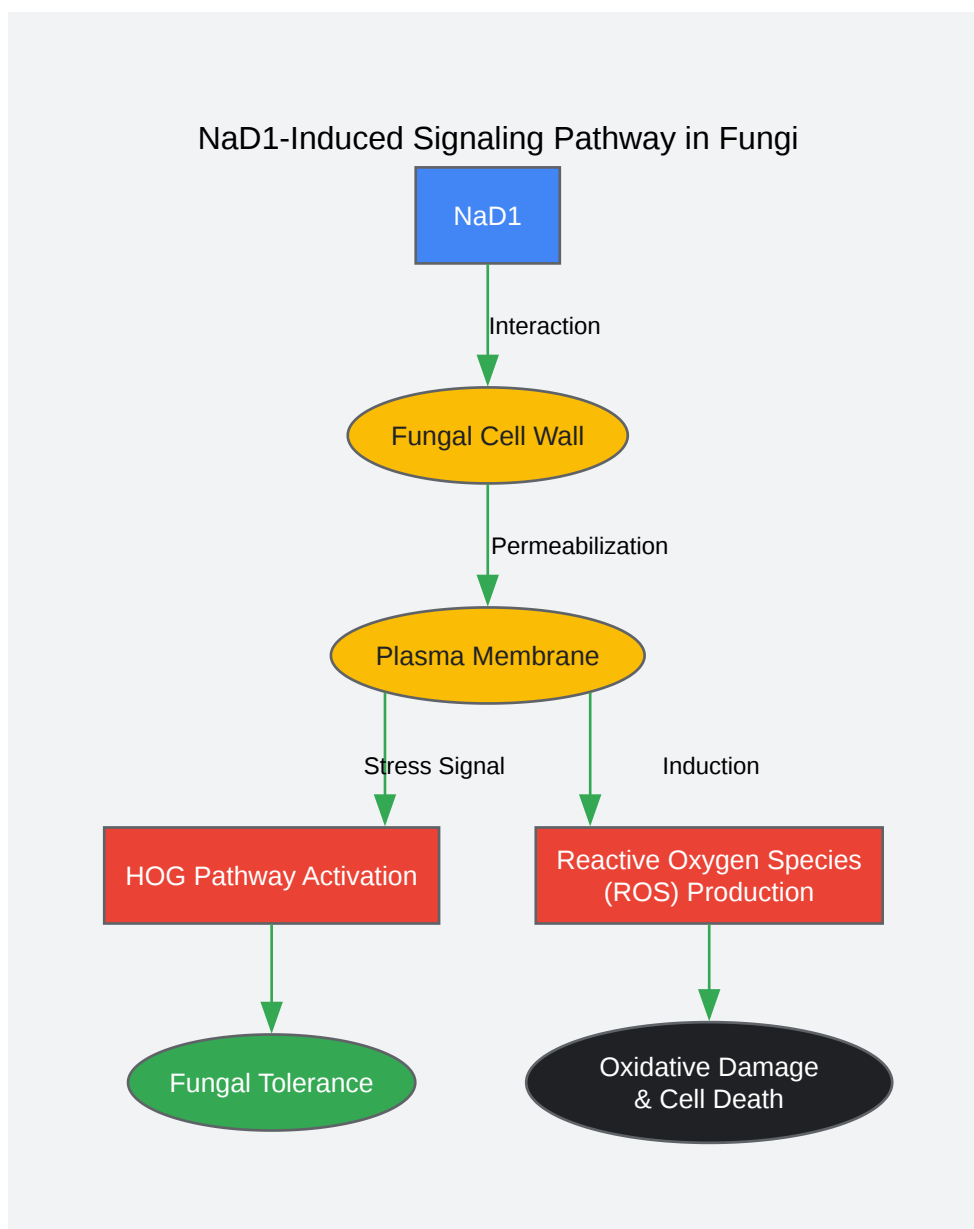 NaD1-Induced Signaling Pathway in Fungi
NaD1
Interaction
Fungal Cell Wall
Permeabilization
Plasma Membrane
Stress Signal
Induction
HOG Pathway Activation
Reactive Oxygen Species
(ROS) Production
Fungal Tolerance
Oxidative Damage
& Cell Death